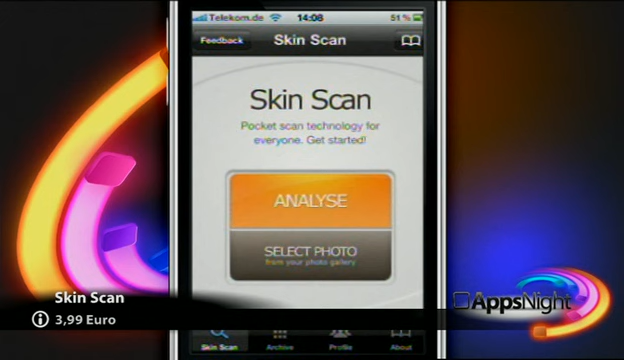 Telekom.de 14:08 51 %
Feedback Skin Scan
Skin Scan
Pocket scan technology for
everyone. Get started!
ANALYSE
SELECT PHOTO
from your photo gallery
Skin Scan
3,99 Euro
AppsNight
Skin Scan Archive Profile About